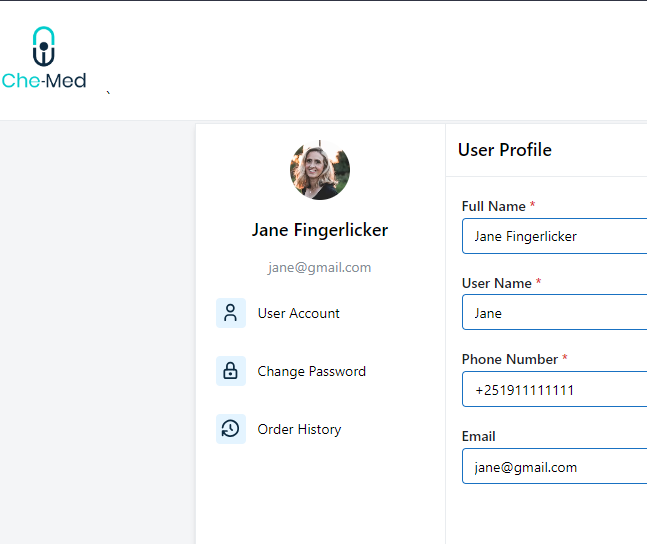 Che-Med
`
User Profile
Jane Fingerlicker
jane@gmail.com
User Account
Change Password
Order History
Full Name *
Jane Fingerlicker
User Name *
Jane
Phone Number *
+251911111111
Email
jane@gmail.com